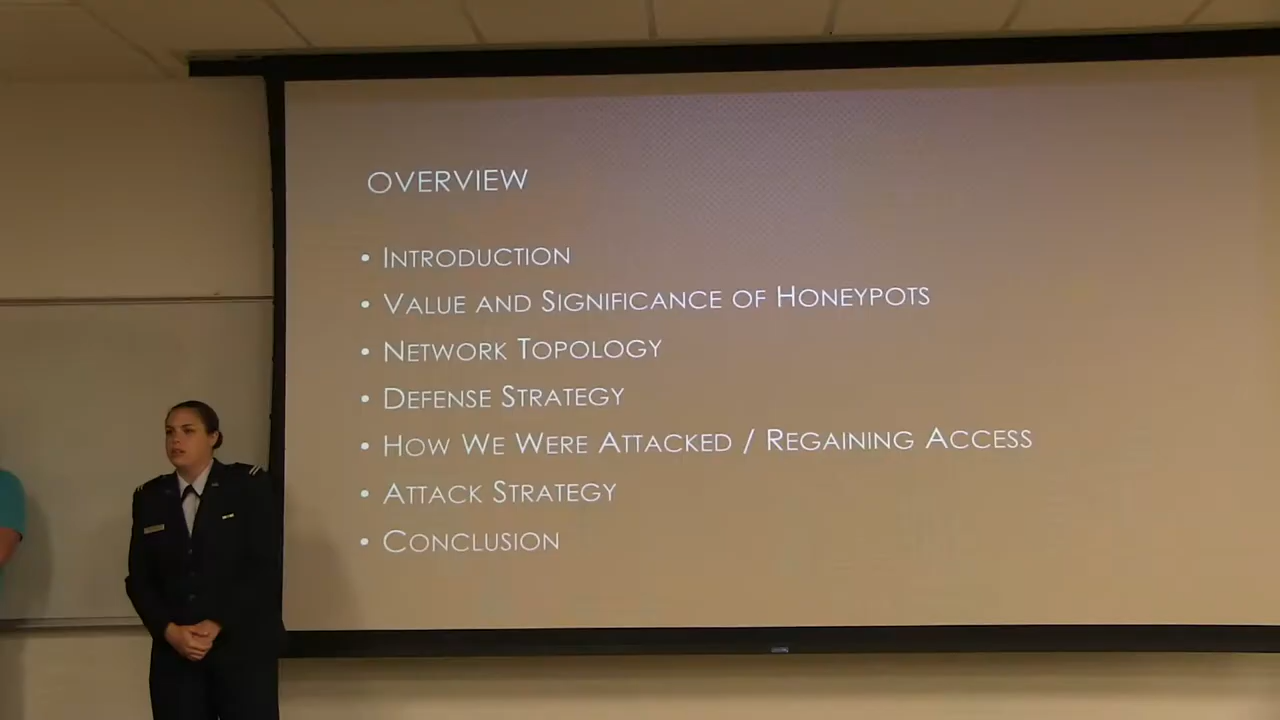 OVERVIEW
• INTRODUCTION
• VALUE AND SIGNIFICANCE OF HONEYPOTS
• NETWORK TOPOLOGY
• DEFENSE STRATEGY
• HOW WE WERE ATTACKED / REGAINING ACCESS
• ATTACK STRATEGY
• CONCLUSION